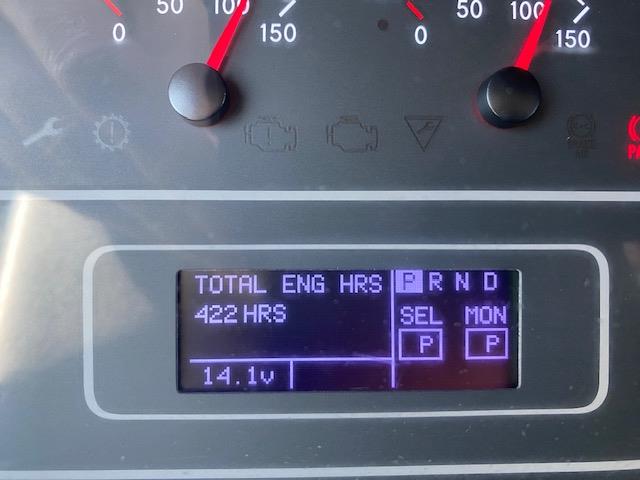 0 50 100 150
0 50 100 150
TOTAL ENG HRS
422 HRS
14.1v
P R N D
SEL MON
P P